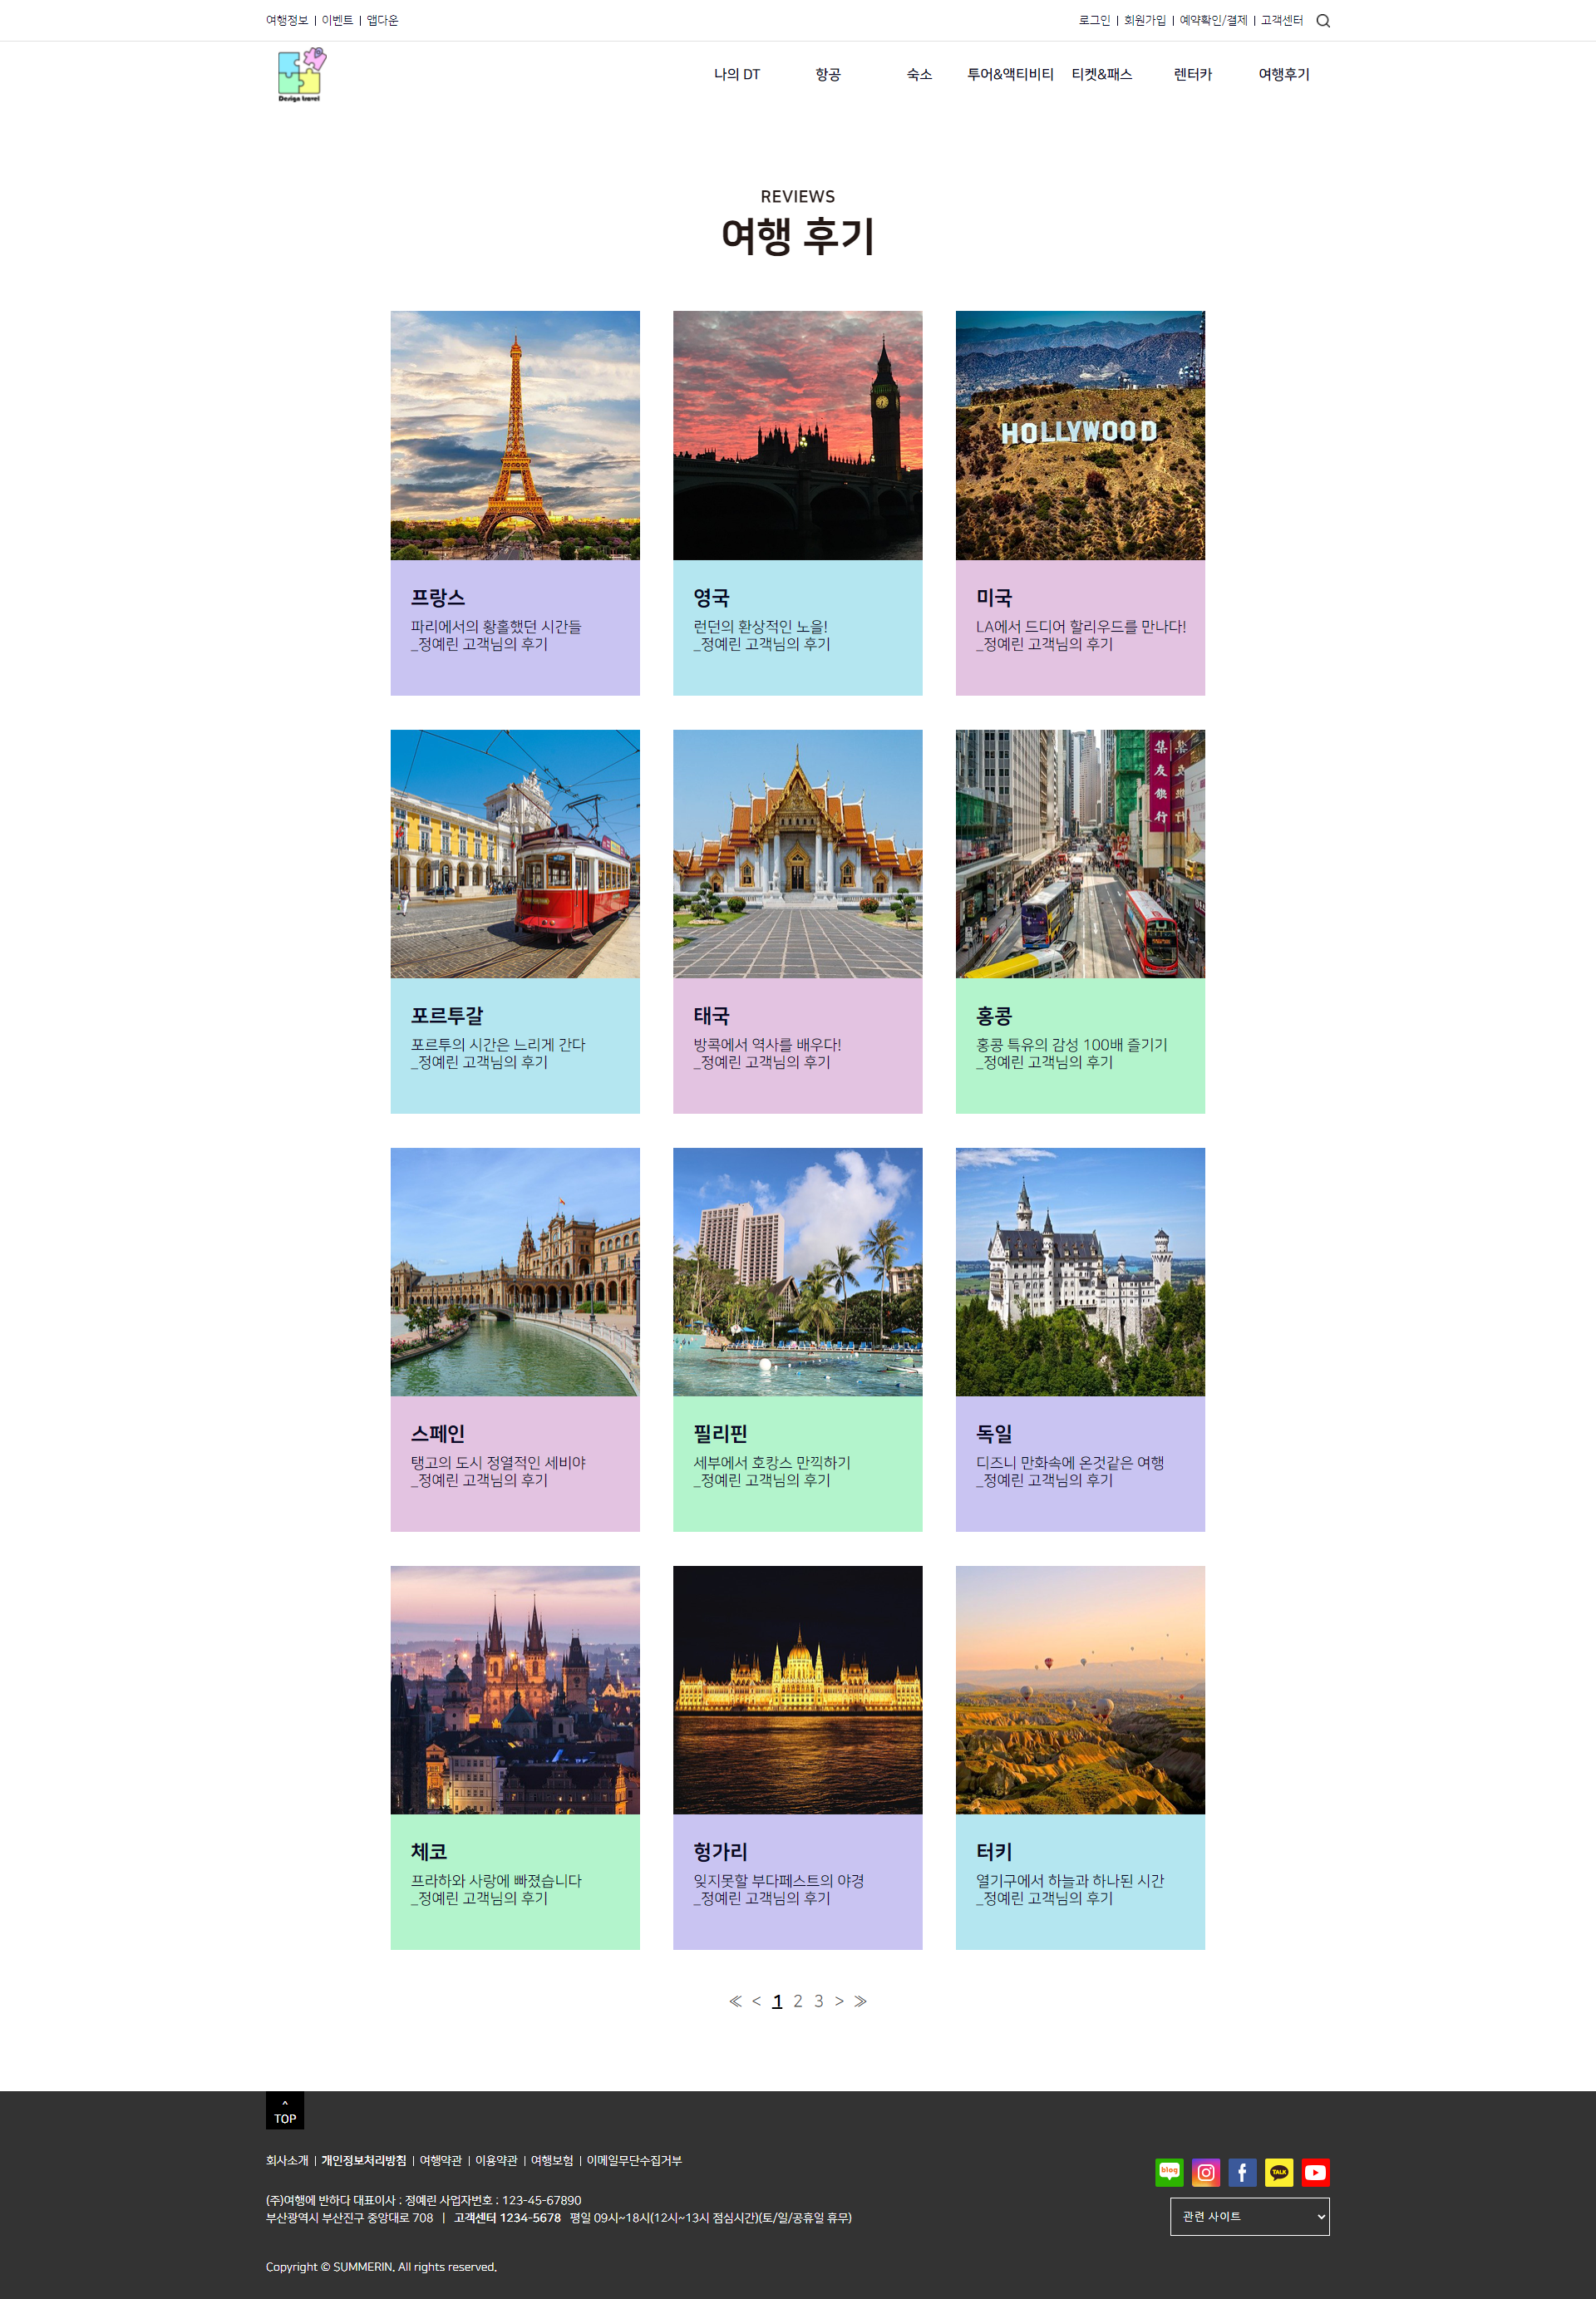 여행정보 | 이벤트 | 앱다운
로그인 | 회원가입 | 예약확인/결제 | 고객센터
Design travel
나의 DT 항공 숙소 투어&액티비티 티켓&패스 렌터카 여행후기
REVIEWS
여행 후기
HOLLYWOOD
프랑스
파리에서의 황홀했던 시간들
_정예린 고객님의 후기
영국
런던의 환상적인 노을!
_정예린 고객님의 후기
미국
LA에서 드디어 할리우드를 만나다!
_정예린 고객님의 후기
포르투갈
포르투의 시간은 느리게 간다
_정예린 고객님의 후기
태국
방콕에서 역사를 배우다!
_정예린 고객님의 후기
홍콩
홍콩 특유의 감성 100배 즐기기
_정예린 고객님의 후기
스페인
탱고의 도시 정열적인 세비야
_정예린 고객님의 후기
필리핀
세부에서 호캉스 만끽하기
_정예린 고객님의 후기
독일
디즈니 만화속에 온것같은 여행
_정예린 고객님의 후기
체코
프라하와 사랑에 빠졌습니다
_정예린 고객님의 후기
헝가리
잊지못할 부다페스트의 야경
_정예린 고객님의 후기
터키
열기구에서 하늘과 하나된 시간
_정예린 고객님의 후기
≪ < 1 2 3 > ≫
^
TOP
회사소개 | 개인정보처리방침 | 여행약관 | 이용약관 | 여행보험 | 이메일무단수집거부
blog
TALK
(주)여행에 반하다 대표이사 : 정예린 사업자번호 : 123-45-67890
부산광역시 부산진구 중앙대로 708 | 고객센터 1234-5678 평일 09시~18시(12시~13시 점심시간)(토/일/공휴일 휴무)
관련 사이트
Copyright © SUMMERIN. All rights reserved.